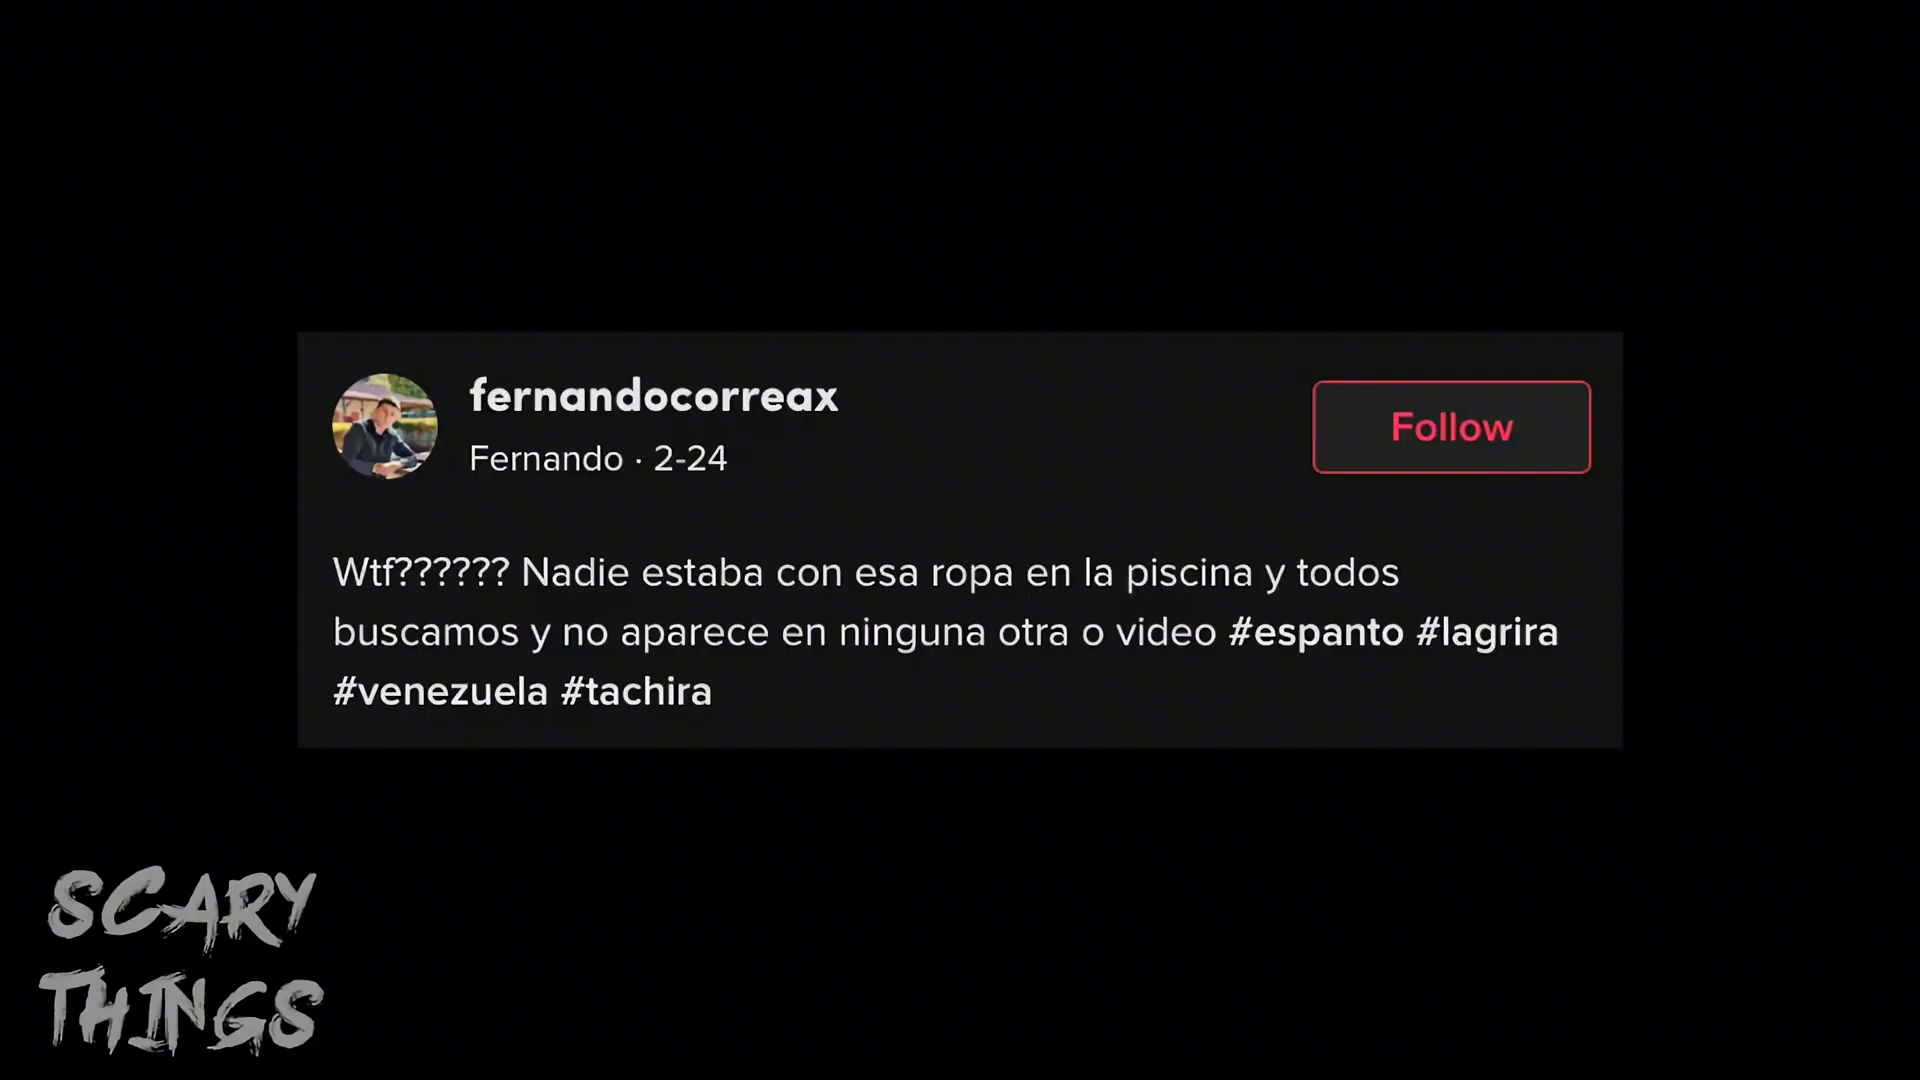 fernandocorreax
Fernando · 2-24
Follow
Wtf?????? Nadie estaba con esa ropa en la piscina y todos
buscamos y no aparece en ninguna otra o video #espanto #lagrira
#venezuela #tachira
SCARY
THINGS